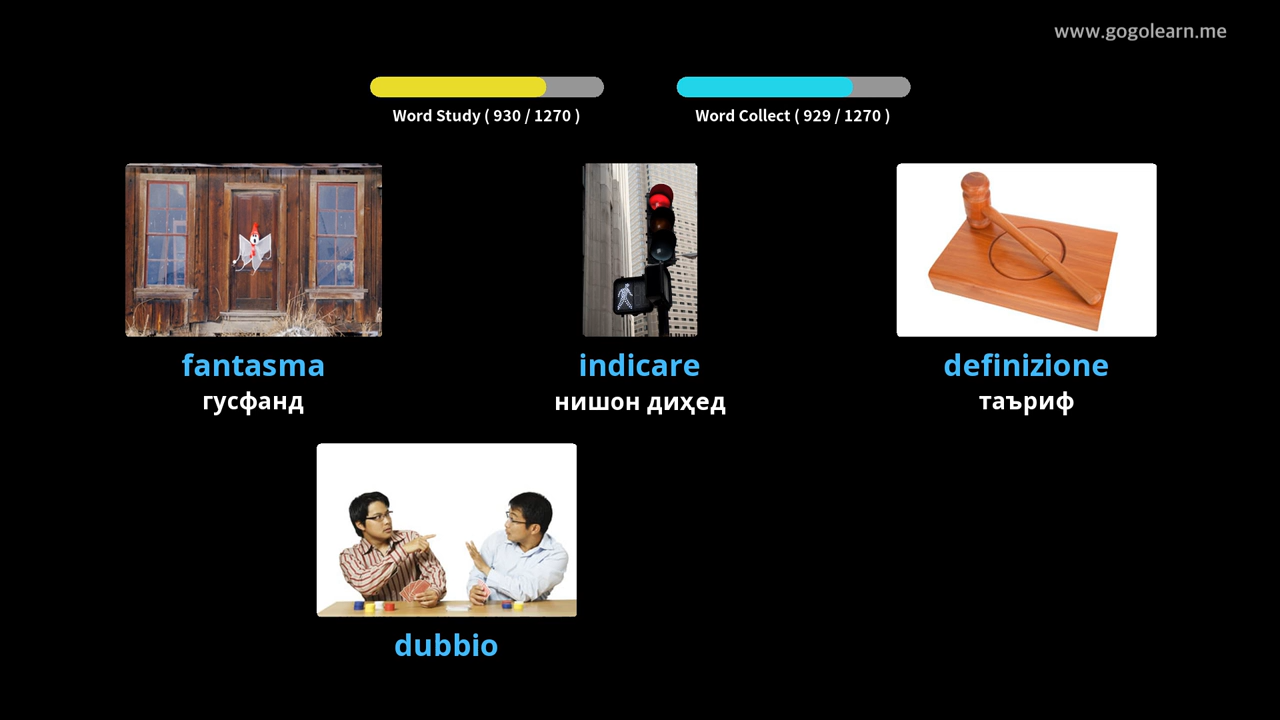 www.gogolearn.me
Word Study ( 930 / 1270 )
Word Collect ( 929 / 1270 )
fantasma
гусфанд
indicare
нишон диҳед
definizione
таъриф
dubbio